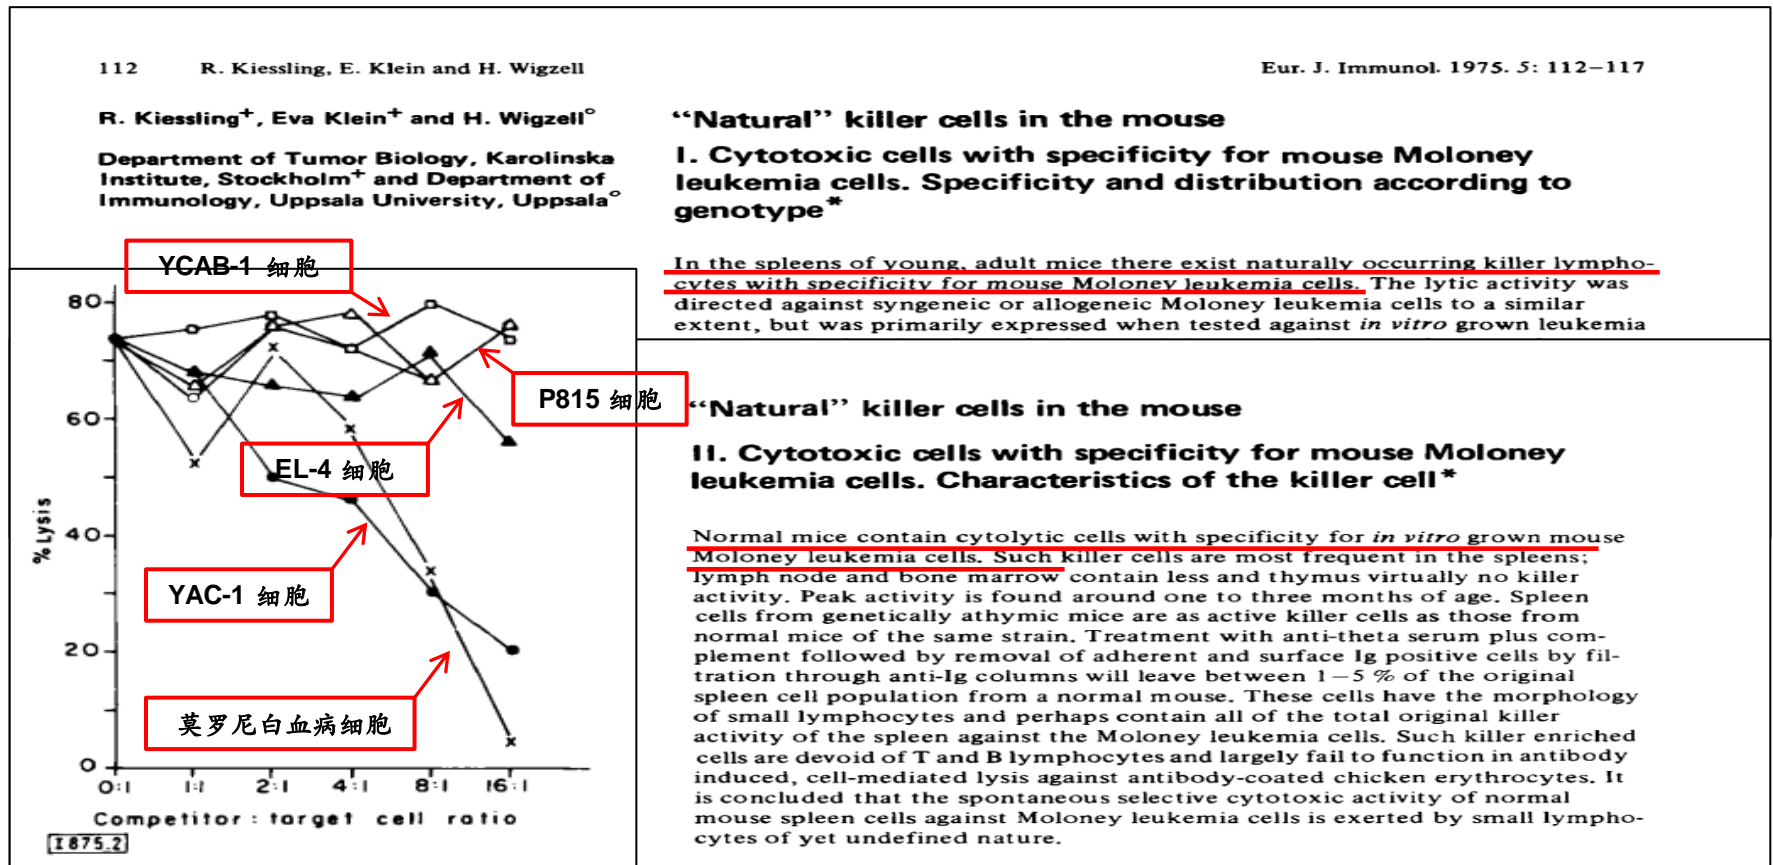 112 R. Kiessling, E. Klein and H. Wigzell
Eur. J. Immunol. 1975. 5: 112–117
R. Kiessling+, Eva Klein+ and H. Wigzell°
Department of Tumor Biology, Karolinska
Institute, Stockholm+ and Department of
Immunology, Uppsala University, Uppsala°
“Natural” killer cells in the mouse
I. Cytotoxic cells with specificity for mouse Moloney
leukemia cells. Specificity and distribution according to
genotype*
In the spleens of young, adult mice there exist naturally occurring killer lympho-
cytes with specificity for mouse Moloney leukemia cells. The lytic activity was
directed against syngeneic or allogeneic Moloney leukemia cells to a similar
extent, but was primarily expressed when tested against in vitro grown leukemia
YCAB-1 细胞
P815 细胞
EL-4 细胞
YAC-1 细胞
莫罗尼白血病细胞
80
60
40
20
0
% Lysis
0:1 1:1 2:1 4:1 8:1 16:1
Competitor : target cell ratio
I 875.2
“Natural” killer cells in the mouse
II. Cytotoxic cells with specificity for mouse Moloney
leukemia cells. Characteristics of the killer cell*
Normal mice contain cytolytic cells with specificity for in vitro grown mouse
Moloney leukemia cells. Such killer cells are most frequent in the spleens;
lymph node and bone marrow contain less and thymus virtually no killer
activity. Peak activity is found around one to three months of age. Spleen
cells from genetically athymic mice are as active killer cells as those from
normal mice of the same strain. Treatment with anti-theta serum plus com-
plement followed by removal of adherent and surface Ig positive cells by fil-
tration through anti-Ig columns will leave between 1–5 % of the original
spleen cell population from a normal mouse. These cells have the morphology
of small lymphocytes and perhaps contain all of the total original killer
activity of the spleen against the Moloney leukemia cells. Such killer enriched
cells are devoid of T and B lymphocytes and largely fail to function in antibody
induced, cell-mediated lysis against antibody-coated chicken erythrocytes. It
is concluded that the spontaneous selective cytotoxic activity of normal
mouse spleen cells against Moloney leukemia cells is exerted by small lympho-
cytes of yet undefined nature.